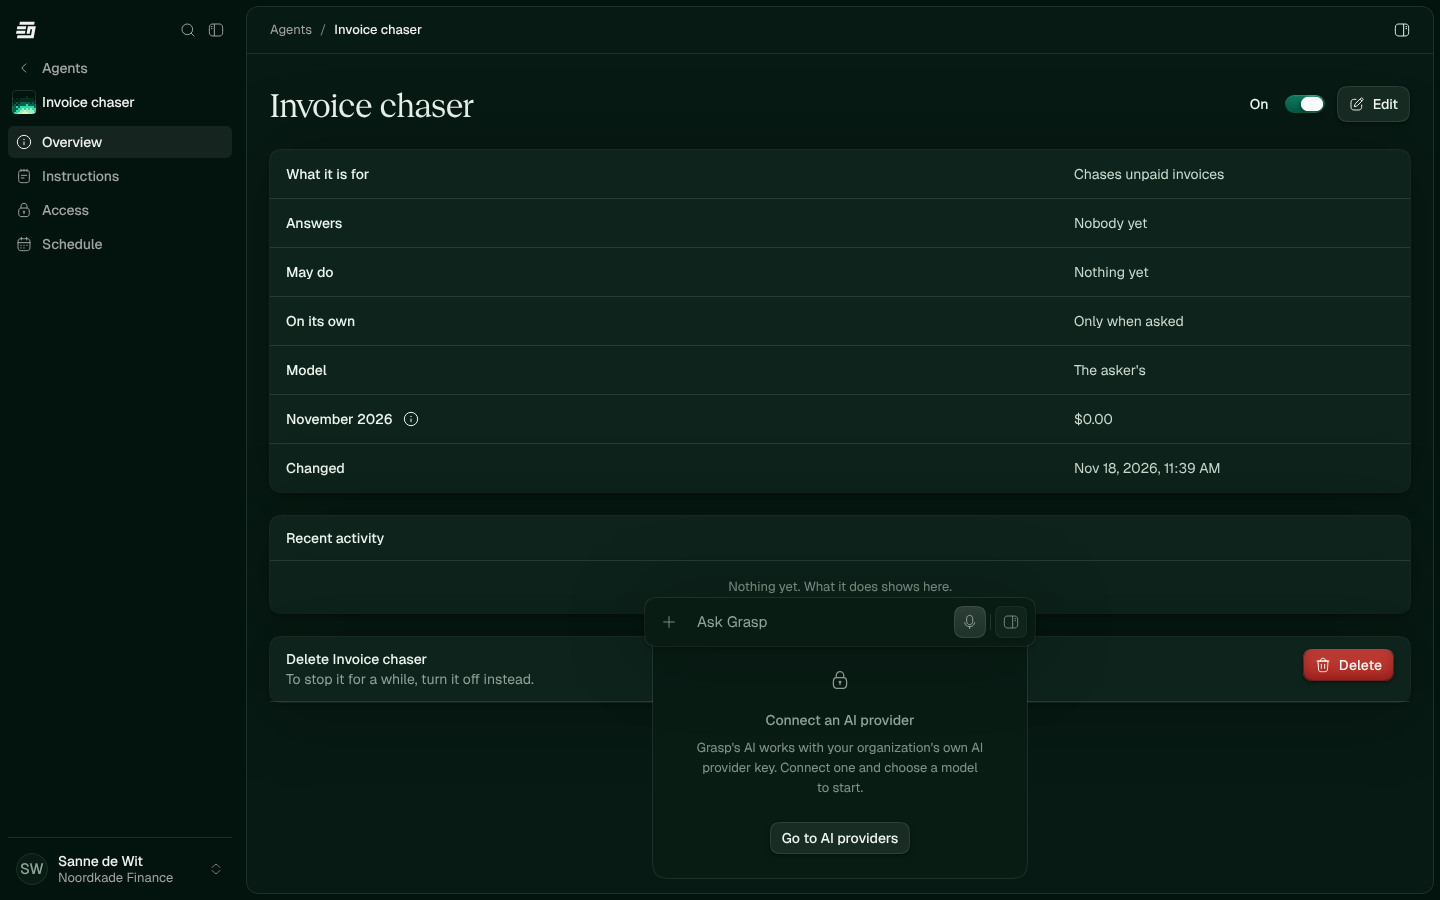 Agents
Invoice chaser
Overview
Instructions
Access
Schedule
Agents / Invoice chaser
Invoice chaser
On
Edit
What it is for
Chases unpaid invoices
Answers
Nobody yet
May do
Nothing yet
On its own
Only when asked
Model
The asker's
November 2026
$0.00
Changed
Nov 18, 2026, 11:39 AM
Recent activity
Nothing yet. What it does shows here.
Ask Grasp
Delete Invoice chaser
To stop it for a while, turn it off instead.
Delete
Connect an AI provider
Grasp's AI works with your organization's own AI
provider key. Connect one and choose a model
to start.
Go to AI providers
SW
Sanne de Wit
Noordkade Finance